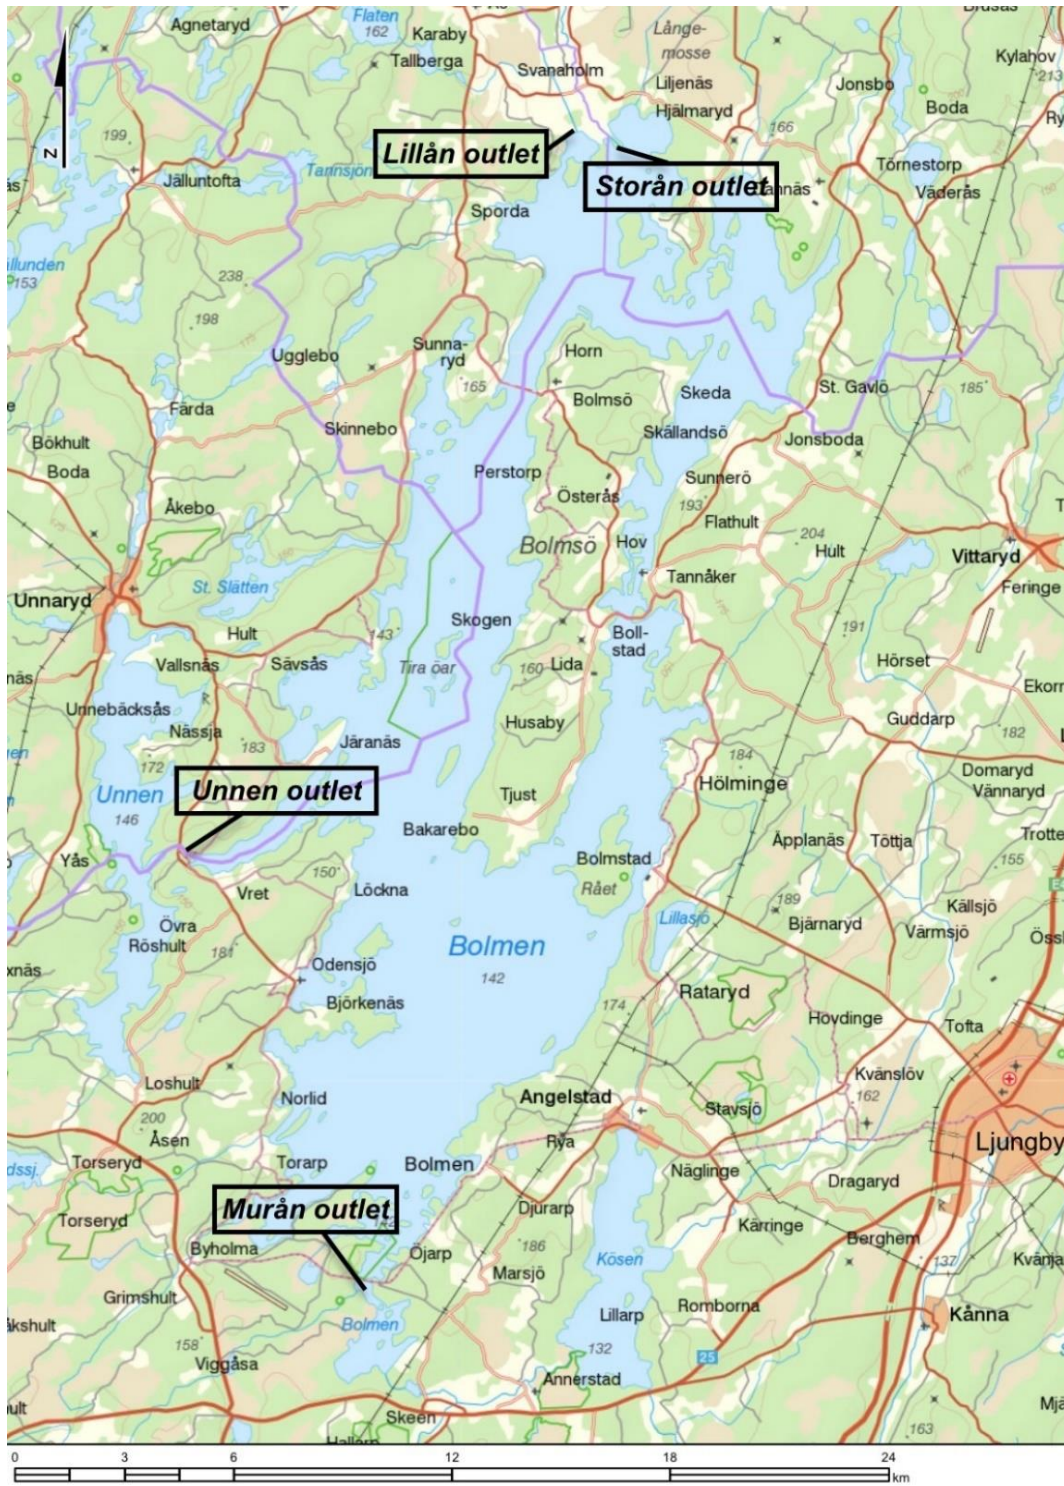 Agnetaryd
Flaten
162
Karaby
Tallberga
Svanaholm
Långe-
mosse
Liljenäs
Hjälmaryd
Jonsbo
Kylahov
213
Boda
N
199
Jälluntofta
Lillån outlet
Storån outlet
166
Törnestorp
Väderås
Tannsjön
Sporda
153
238
198
Ugglebo
Sunna-
ryd
165
Horn
Bolmsö
Skeda
St. Gavlö
185
Färda
Skinnebo
Skällandsö
Jonsboda
Bökhult
Boda
Perstorp
Sunnerö
Åkebo
Österås
193
Flathult
204
Bolmsö
Hov
Hult
Vittaryd
St. Slätten
Tannåker
Feringe
Unnaryd
Skogen
Hult
143
Boll-
stad
191
Vallsnäs
Sävsås
Tira öar
160
Lida
Hörset
Unnebäcksås
Guddarp
Nässja
183
Järanäs
Husaby
182
172
184
Domaryd
Unnen outlet
Hölminge
Vännaryd
Unnen
Tjust
146
Bakarebo
Äpplanäs
Töttja
Yås
Bolmstad
155
150
Rået
Vret
Löckna
189
Källsjö
Övra
Röshult
Lillasjö
Bjärnaryd
Värmsjö
181
Bolmen
Odensjö
142
Björkenäs
174
Rataryd
Hovdinge
Tofta
Loshult
Kvänslöv
Norlid
Angelstad
Stavsjö
162
200
Åsen
Rya
Ljungby
Torseryd
Torarp
Bolmen
Näglinge
Dragaryd
Murån outlet
Torseryd
Djurarp
Kärringe
Byholma
Öjarp
186
Kösen
Berghem
137
Marsjö
Grimshult
Lillarp
Romborna
Kånna
Bolmen
158
132
25
Viggåsa
Annerstad
Skeen
163
0 3 6 12 18 24
km